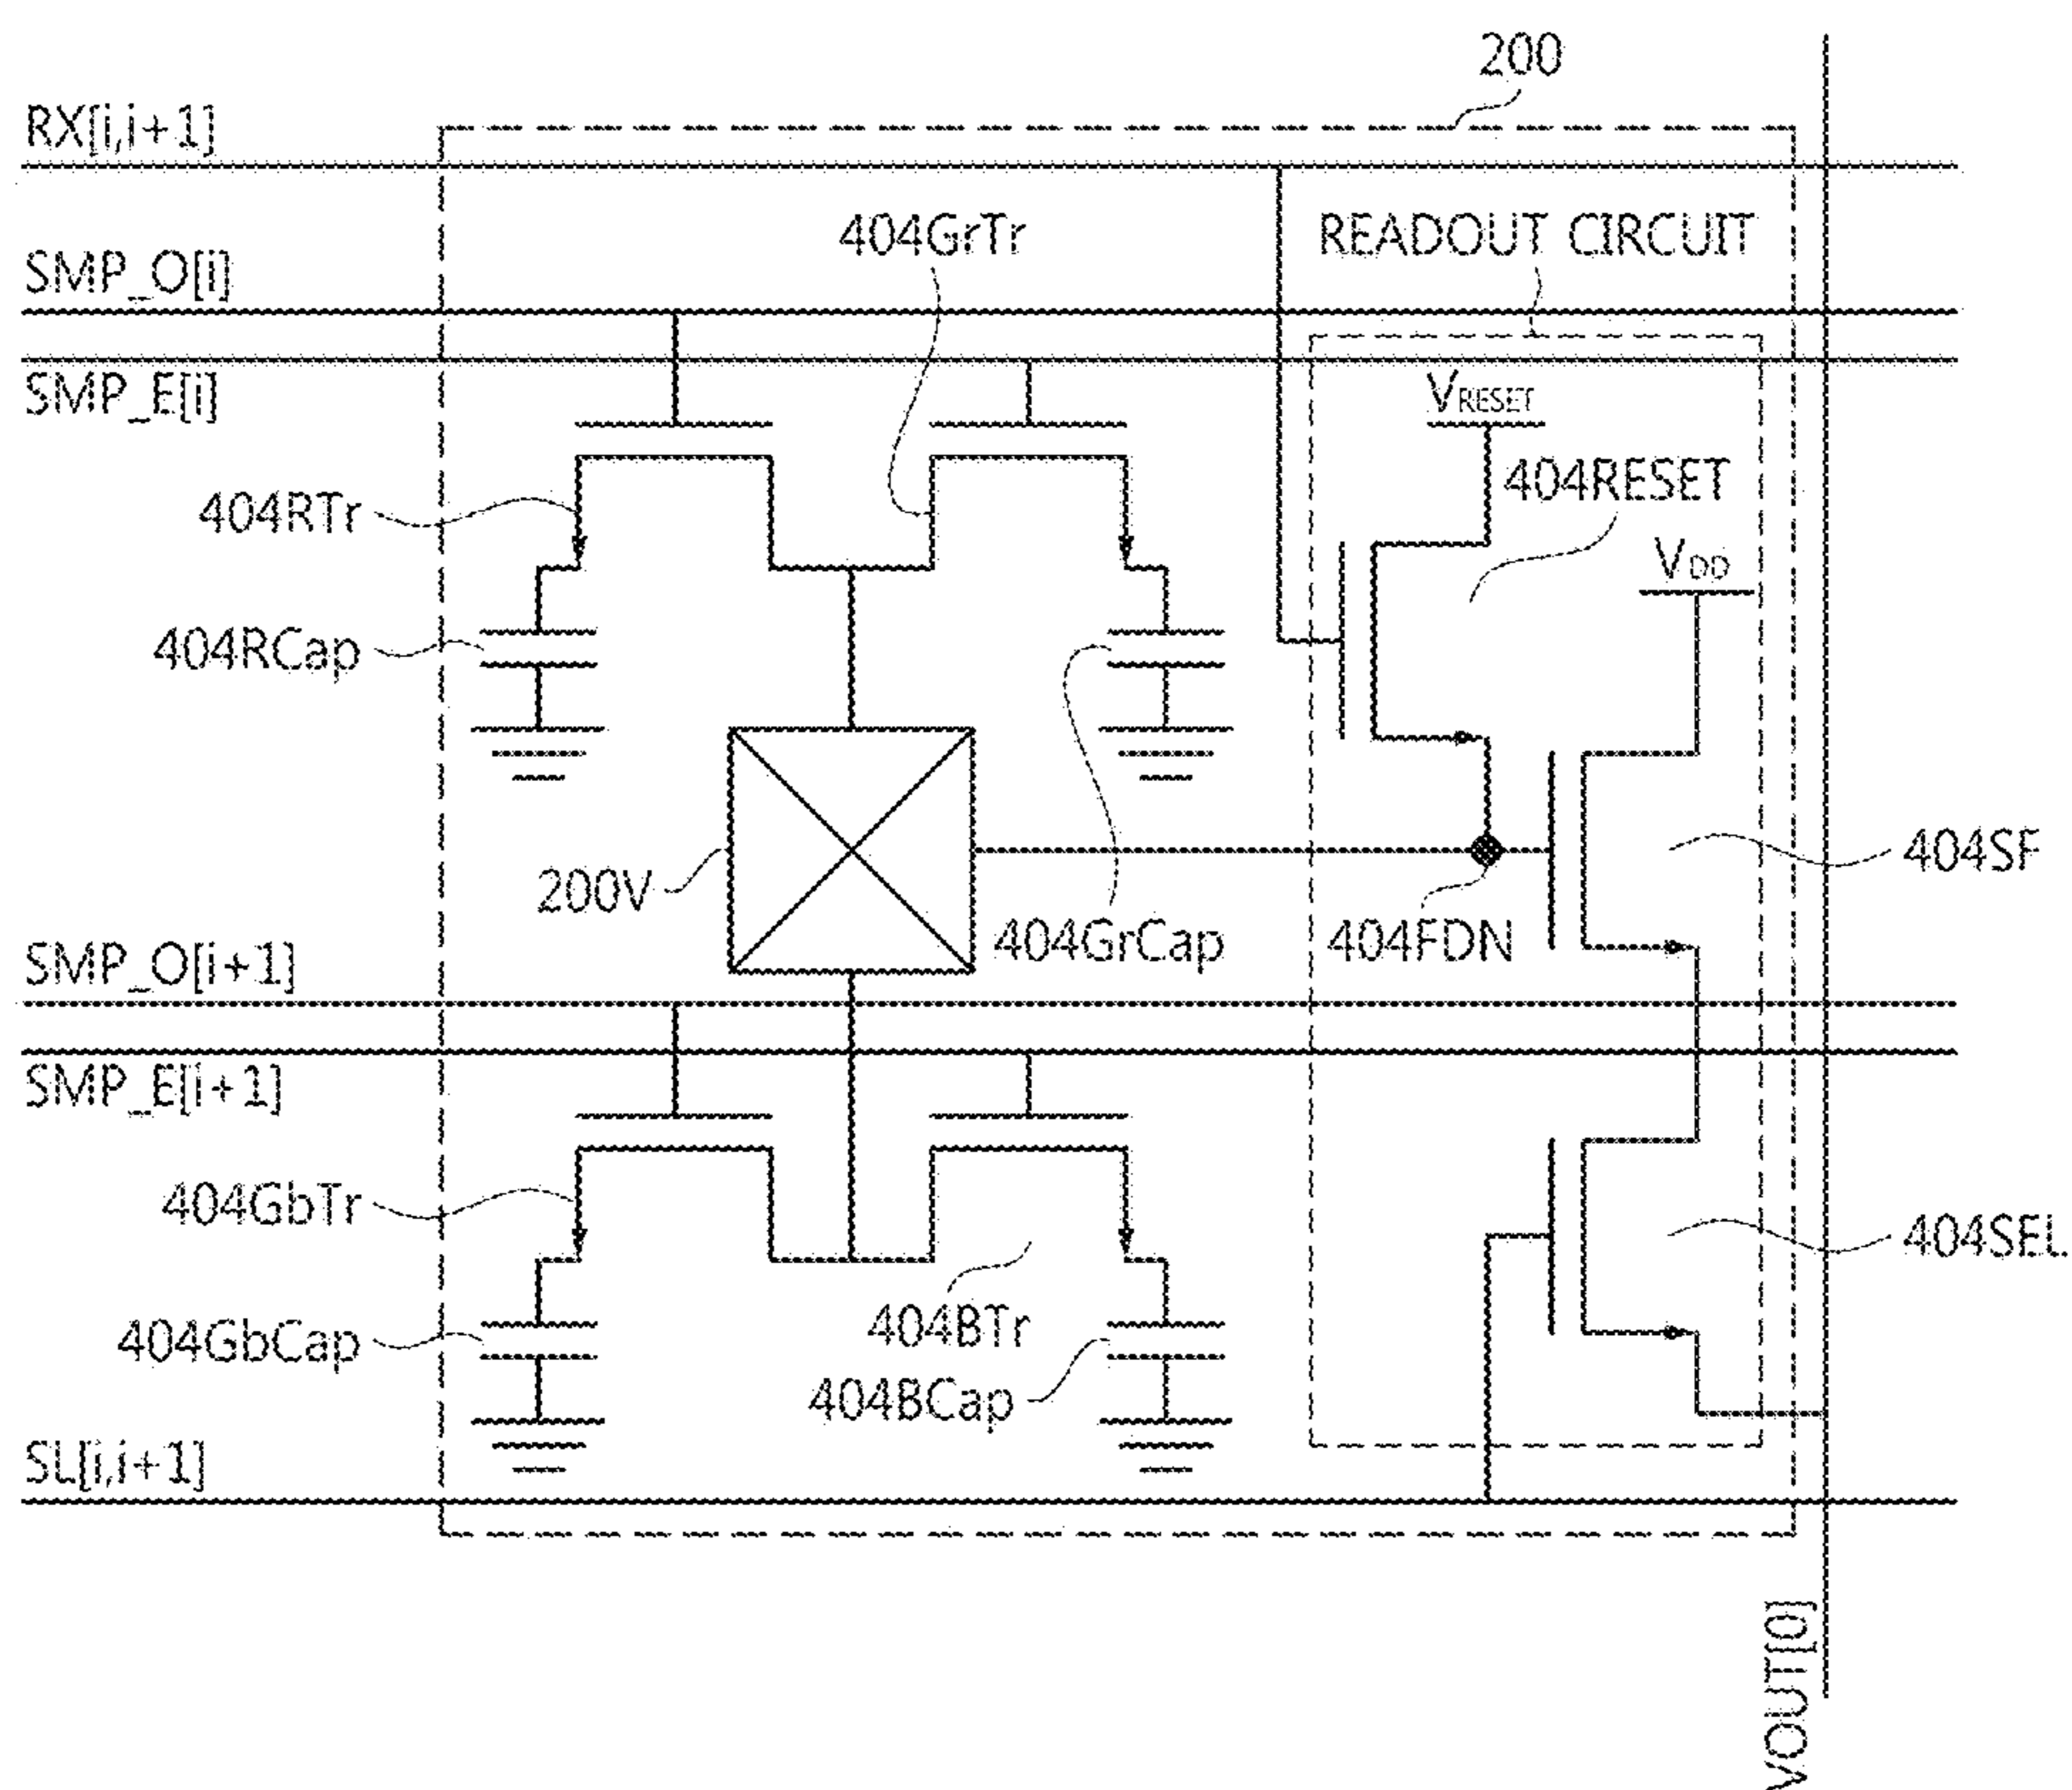 200
RX[i,i+1]
404GrTr
READOUT CIRCUIT
SMP_O[i]
SMP_E[i]
VRESET
404RESET
404RTr
VDD
404RCap
404SF
200V
404GrCap
404FDN
SMP_O[i+1]
SMP_E[i+1]
404GbTr
404SEL
404BTr
404GbCap
404BCap
SL[i,i+1]
VOUT[0]